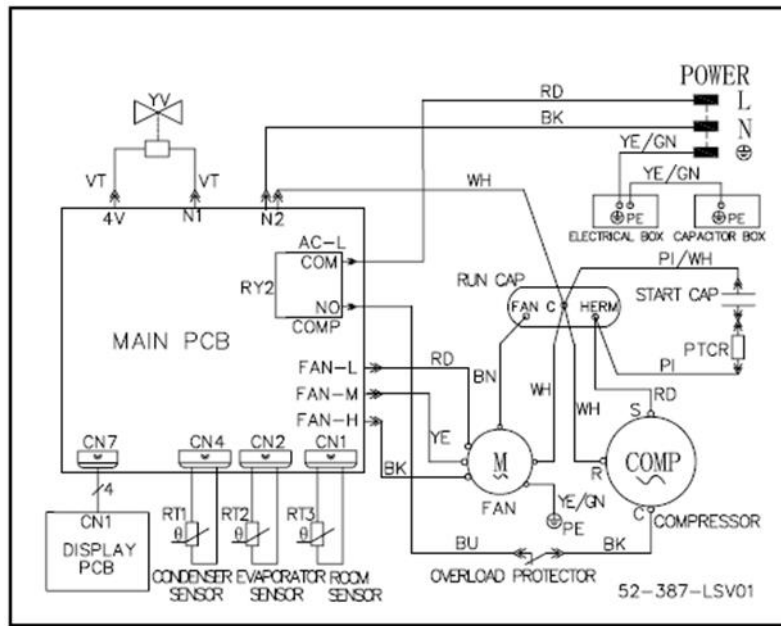 POWER
L
N
RD
BK
YE/GN
YE/GN
YV
VT
VT
WH
4V
N1
N2
PE
PE
ELECTRICAL BOX
CAPACITOR BOX
AC-L
COM
RY2
NO
COMP
MAIN PCB
PI/WH
RUN CAP
START CAP
FAN
C
HERM
PTCR
PI
FAN-L
FAN-M
FAN-H
RD
YE
BK
BN
WH
WH
RD
S
R
C
M
FAN
COMP
COMPRESSOR
YE/GN
PE
CN7
CN4
CN2
CN1
4
CN1
DISPLAY
PCB
RT1
θ
RT2
θ
RT3
θ
CONDENSER
SENSOR
EVAPORATOR
SENSOR
ROOM
SENSOR
BU
BK
OVERLOAD PROTECTOR
52-387-LSV01